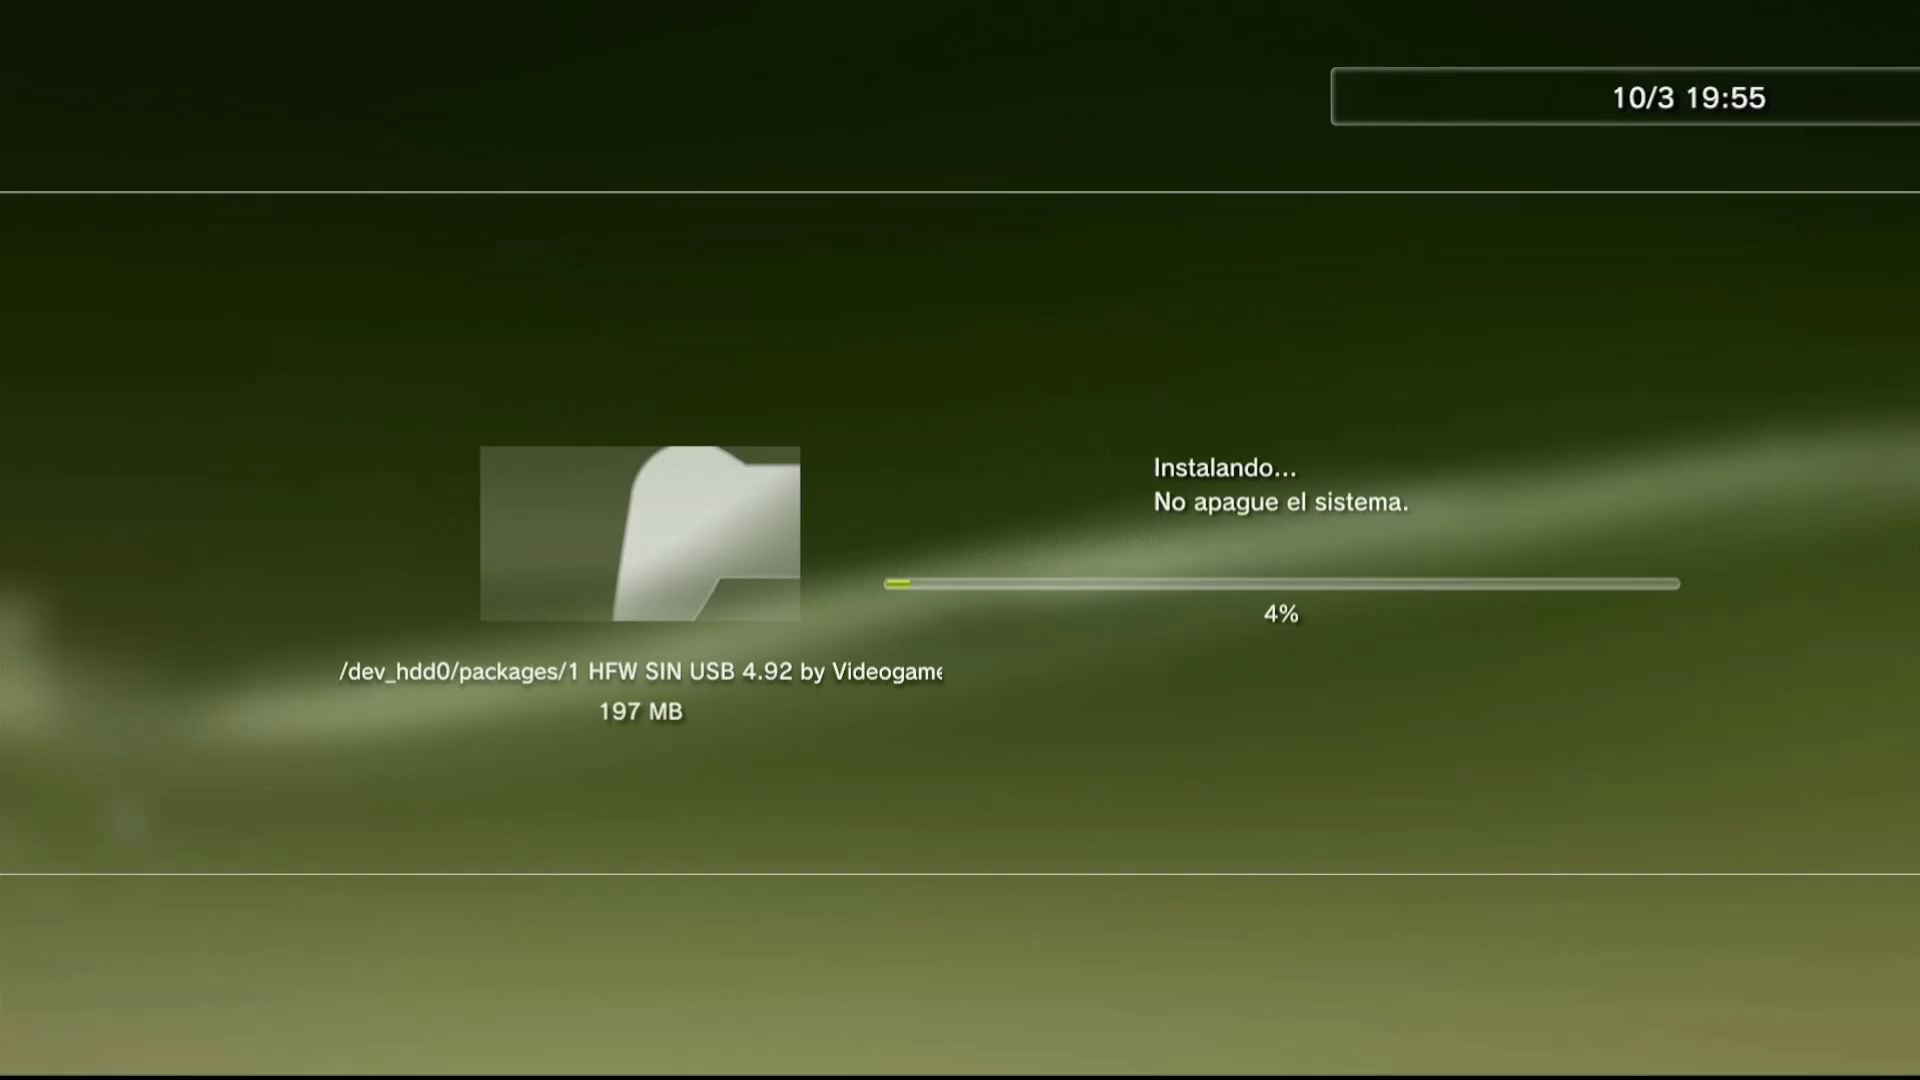 10/3 19:55
Instalando...
No apague el sistema.
4%
/dev_hdd0/packages/1 HFW SIN USB 4.92 by Videogame
197 MB